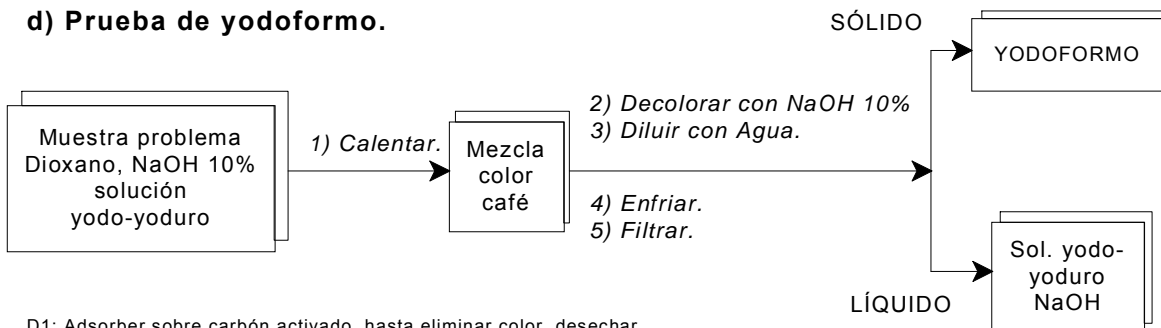 d) Prueba de yodoformo.
SÓLIDO
YODOFORMO
Muestra problema
Dioxano, NaOH 10%
solución
yodo-yoduro
1) Calentar.
Mezcla
color
café
2) Decolorar con NaOH 10%
3) Diluir con Agua.
4) Enfriar.
5) Filtrar.
LÍQUIDO
Sol. yodo-
yoduro
NaOH
D1: Adsorber sobre carbón activado, hasta eliminar color, desechar